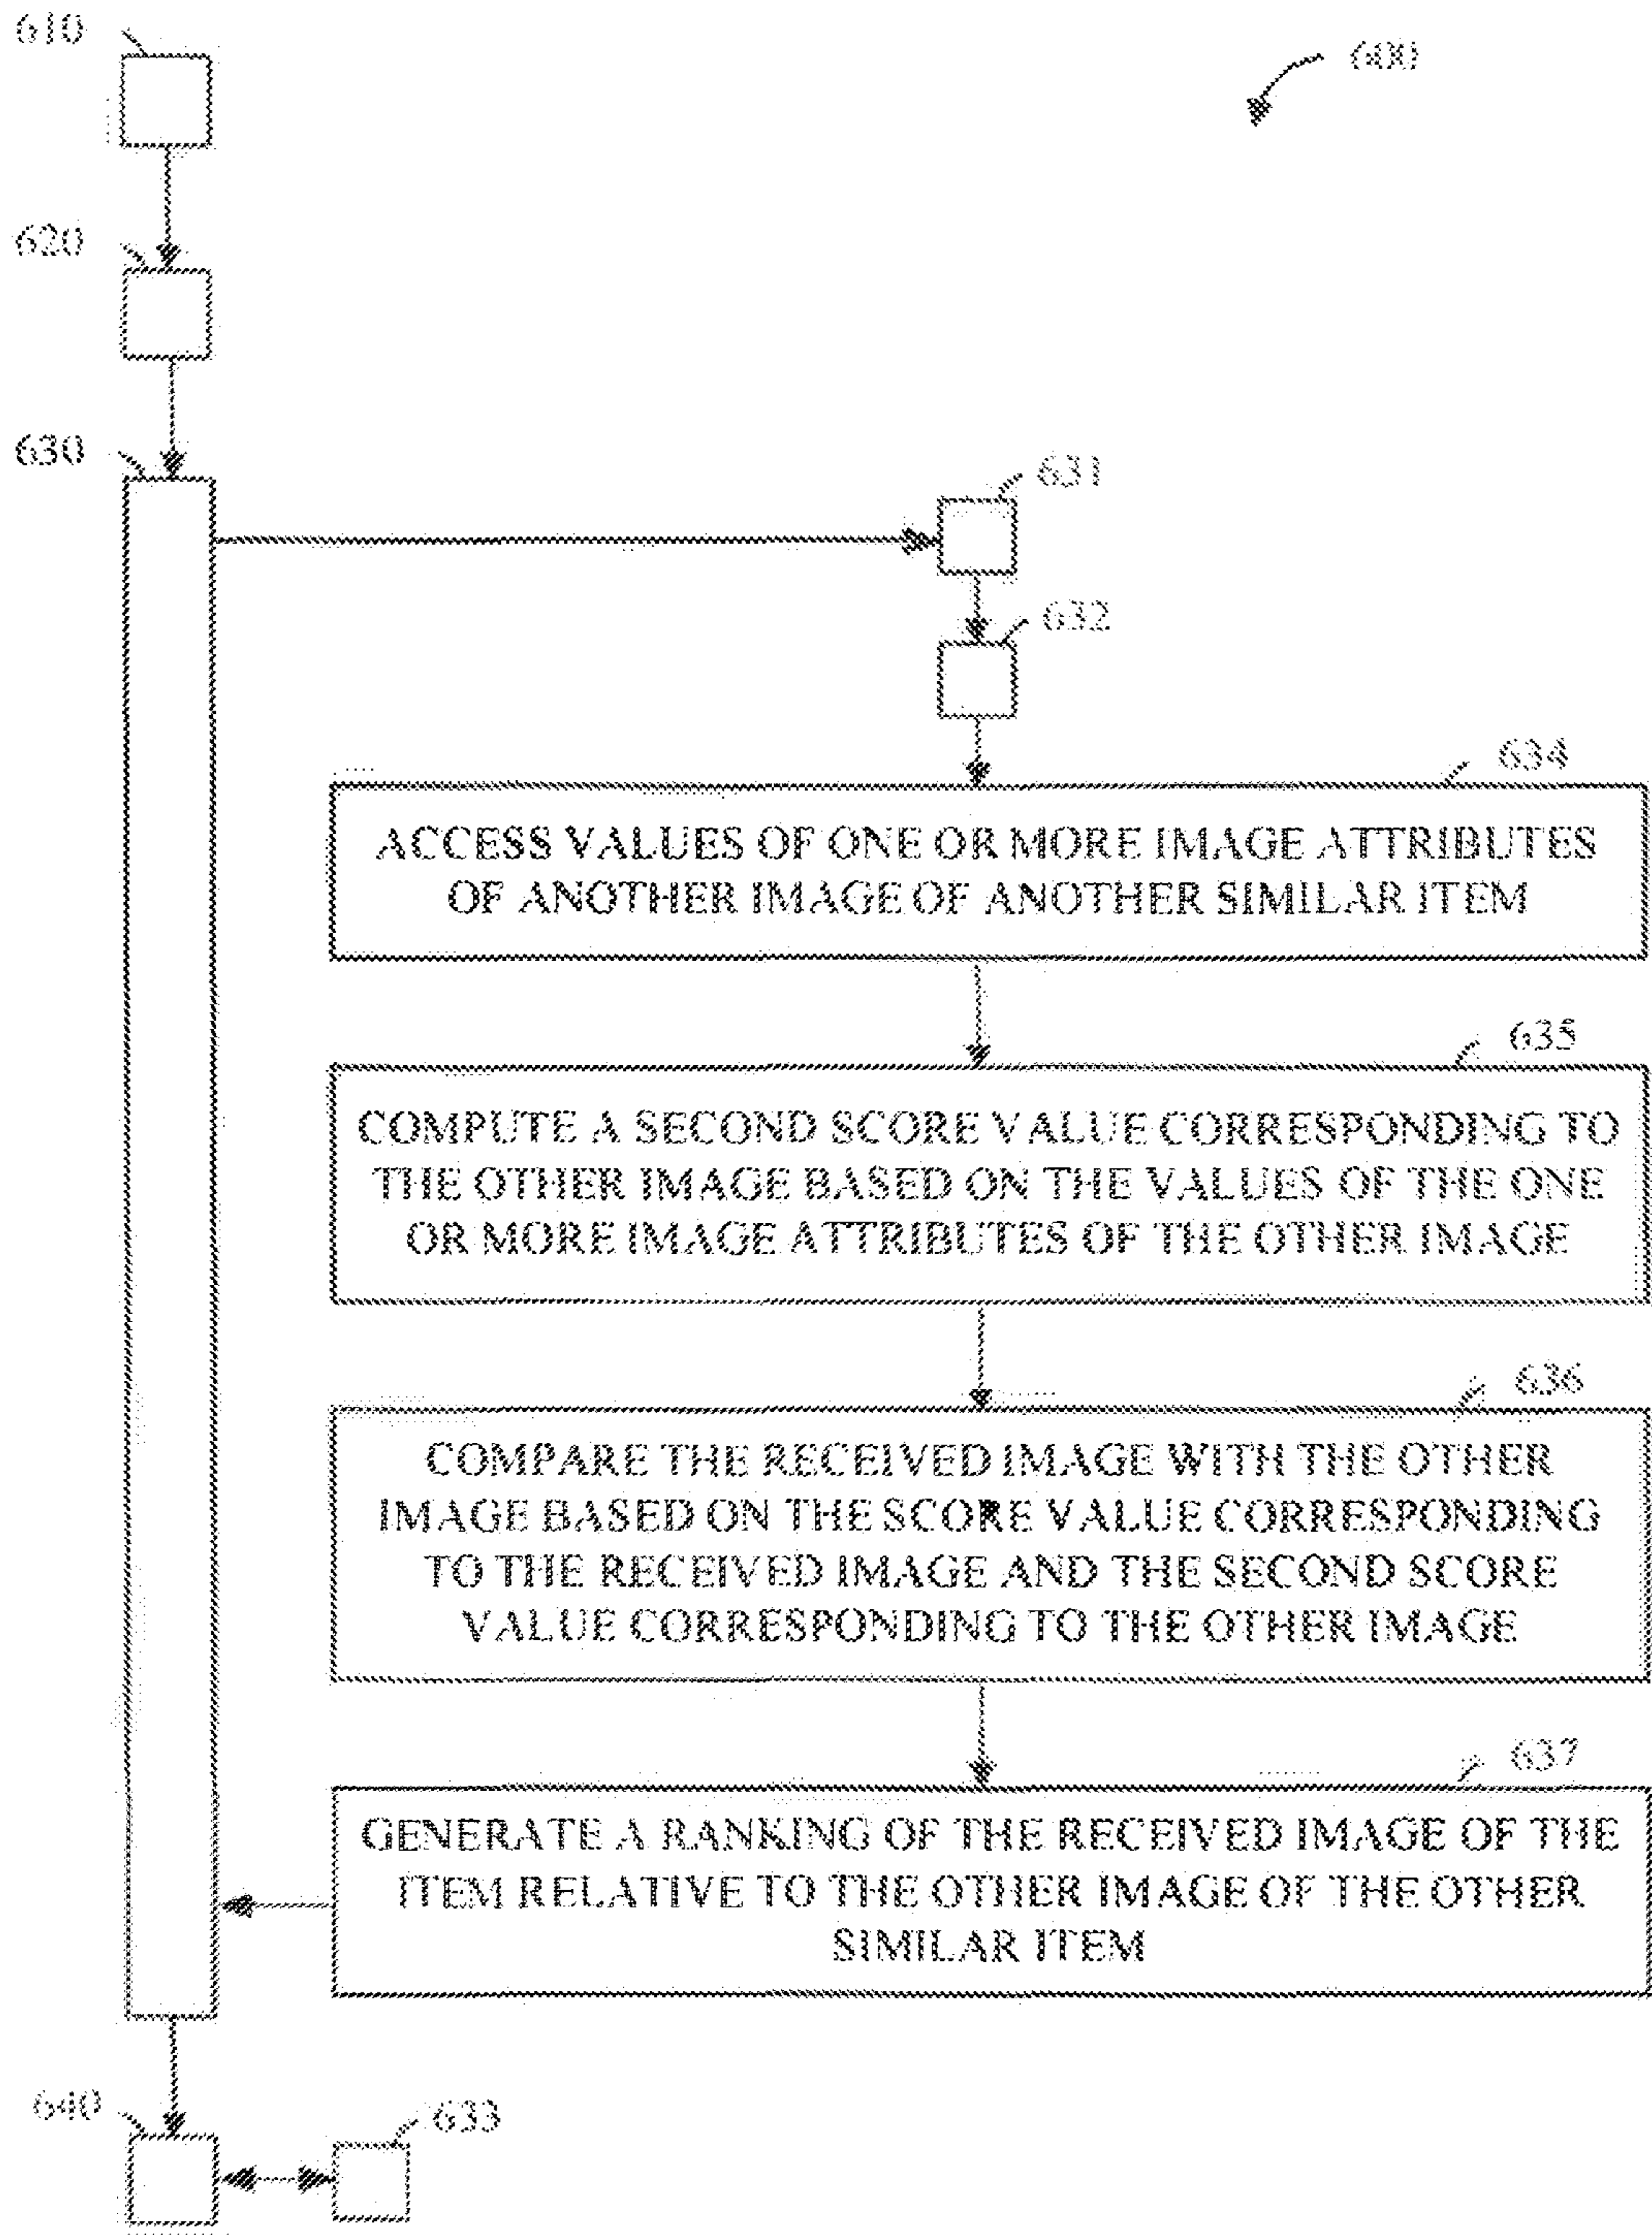 610
600
620
630
631
632
634
ACCESS VALUES OF ONE OR MORE IMAGE ATTRIBUTES
OF ANOTHER IMAGE OF ANOTHER SIMILAR ITEM
635
COMPUTE A SECOND SCORE VALUE CORRESPONDING TO
THE OTHER IMAGE BASED ON THE VALUES OF THE ONE
OR MORE IMAGE ATTRIBUTES OF THE OTHER IMAGE
636
COMPARE THE RECEIVED IMAGE WITH THE OTHER
IMAGE BASED ON THE SCORE VALUE CORRESPONDING
TO THE RECEIVED IMAGE AND THE SECOND SCORE
VALUE CORRESPONDING TO THE OTHER IMAGE
637
GENERATE A RANKING OF THE RECEIVED IMAGE OF THE
ITEM RELATIVE TO THE OTHER IMAGE OF THE OTHER
SIMILAR ITEM
640
633